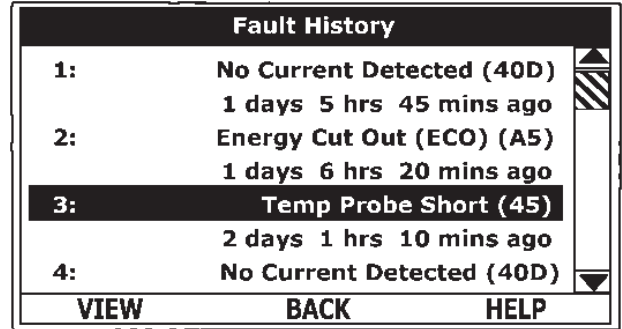 Fault History
1: No Current Detected (40D)
1 days 5 hrs 45 mins ago
2: Energy Cut Out (ECO) (A5)
1 days 6 hrs 20 mins ago
3: Temp Probe Short (45)
2 days 1 hrs 10 mins ago
4: No Current Detected (40D)
VIEW BACK HELP